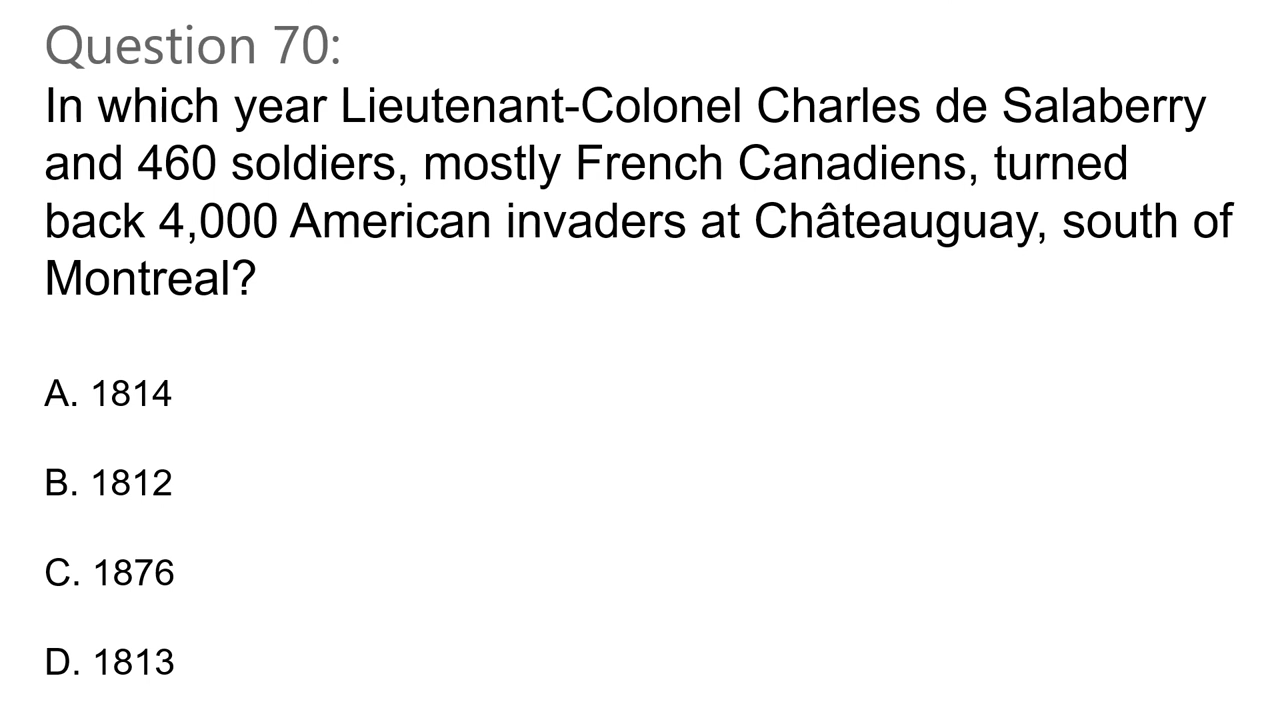 Question 70:
In which year Lieutenant-Colonel Charles de Salaberry
and 460 soldiers, mostly French Canadiens, turned
back 4,000 American invaders at Châteauguay, south of
Montreal?
A. 1814
B. 1812
C. 1876
D. 1813